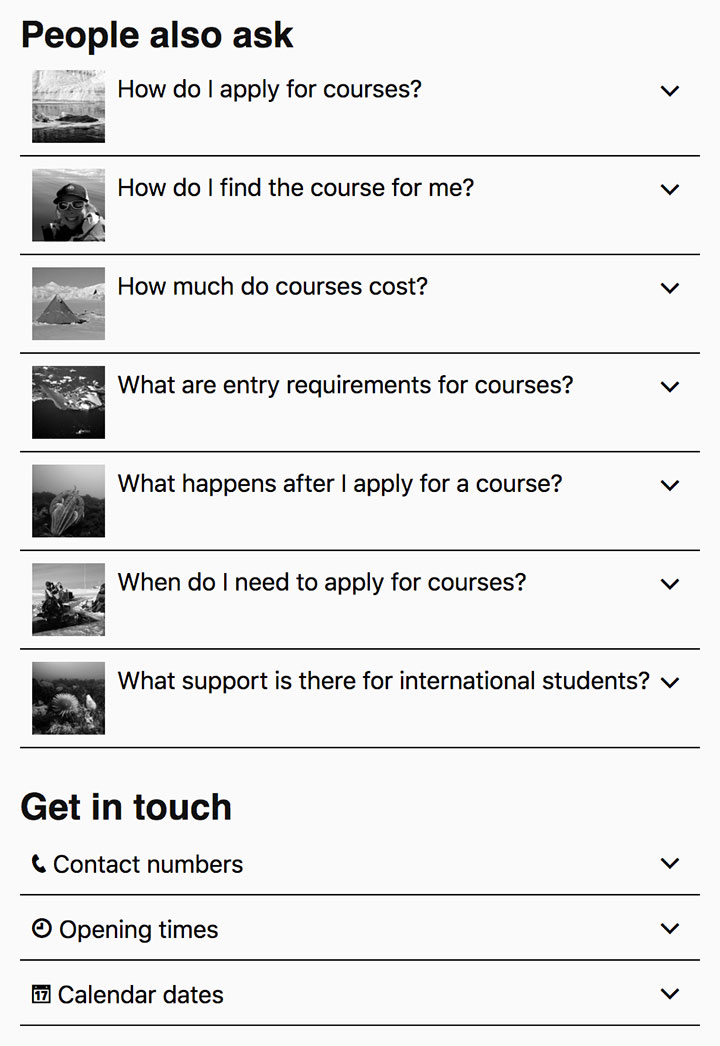 People also ask
How do I apply for courses?
How do I find the course for me?
How much do courses cost?
What are entry requirements for courses?
What happens after I apply for a course?
When do I need to apply for courses?
What support is there for international students?
Get in touch
Contact numbers
Opening times
17 Calendar dates